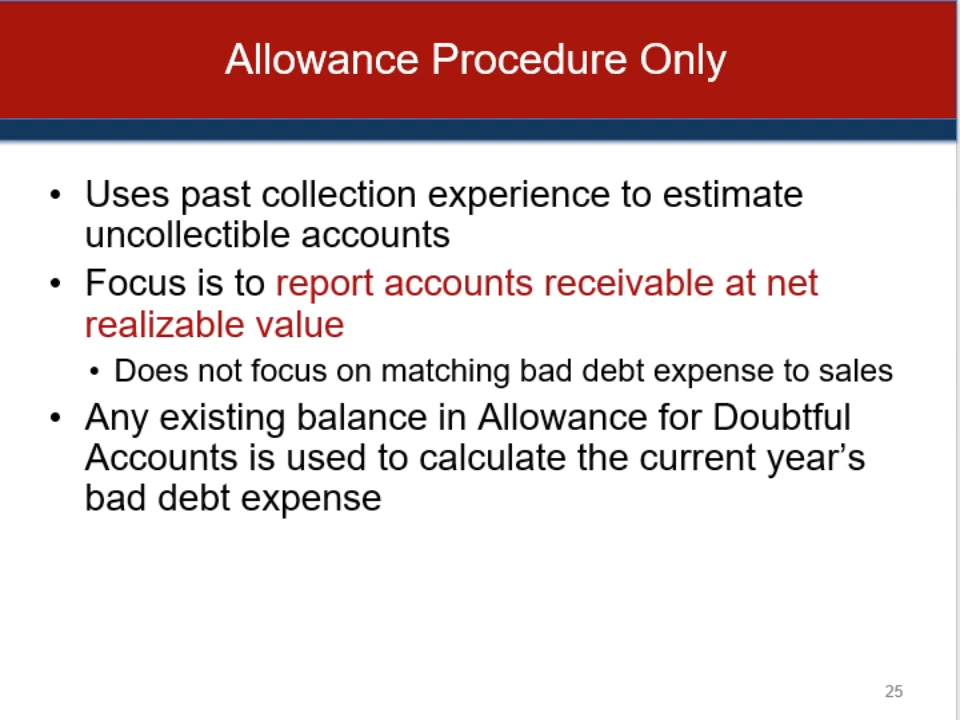 Allowance Procedure Only
• Uses past collection experience to estimate
uncollectible accounts
• Focus is to report accounts receivable at net
realizable value
• Does not focus on matching bad debt expense to sales
• Any existing balance in Allowance for Doubtful
Accounts is used to calculate the current year’s
bad debt expense
25